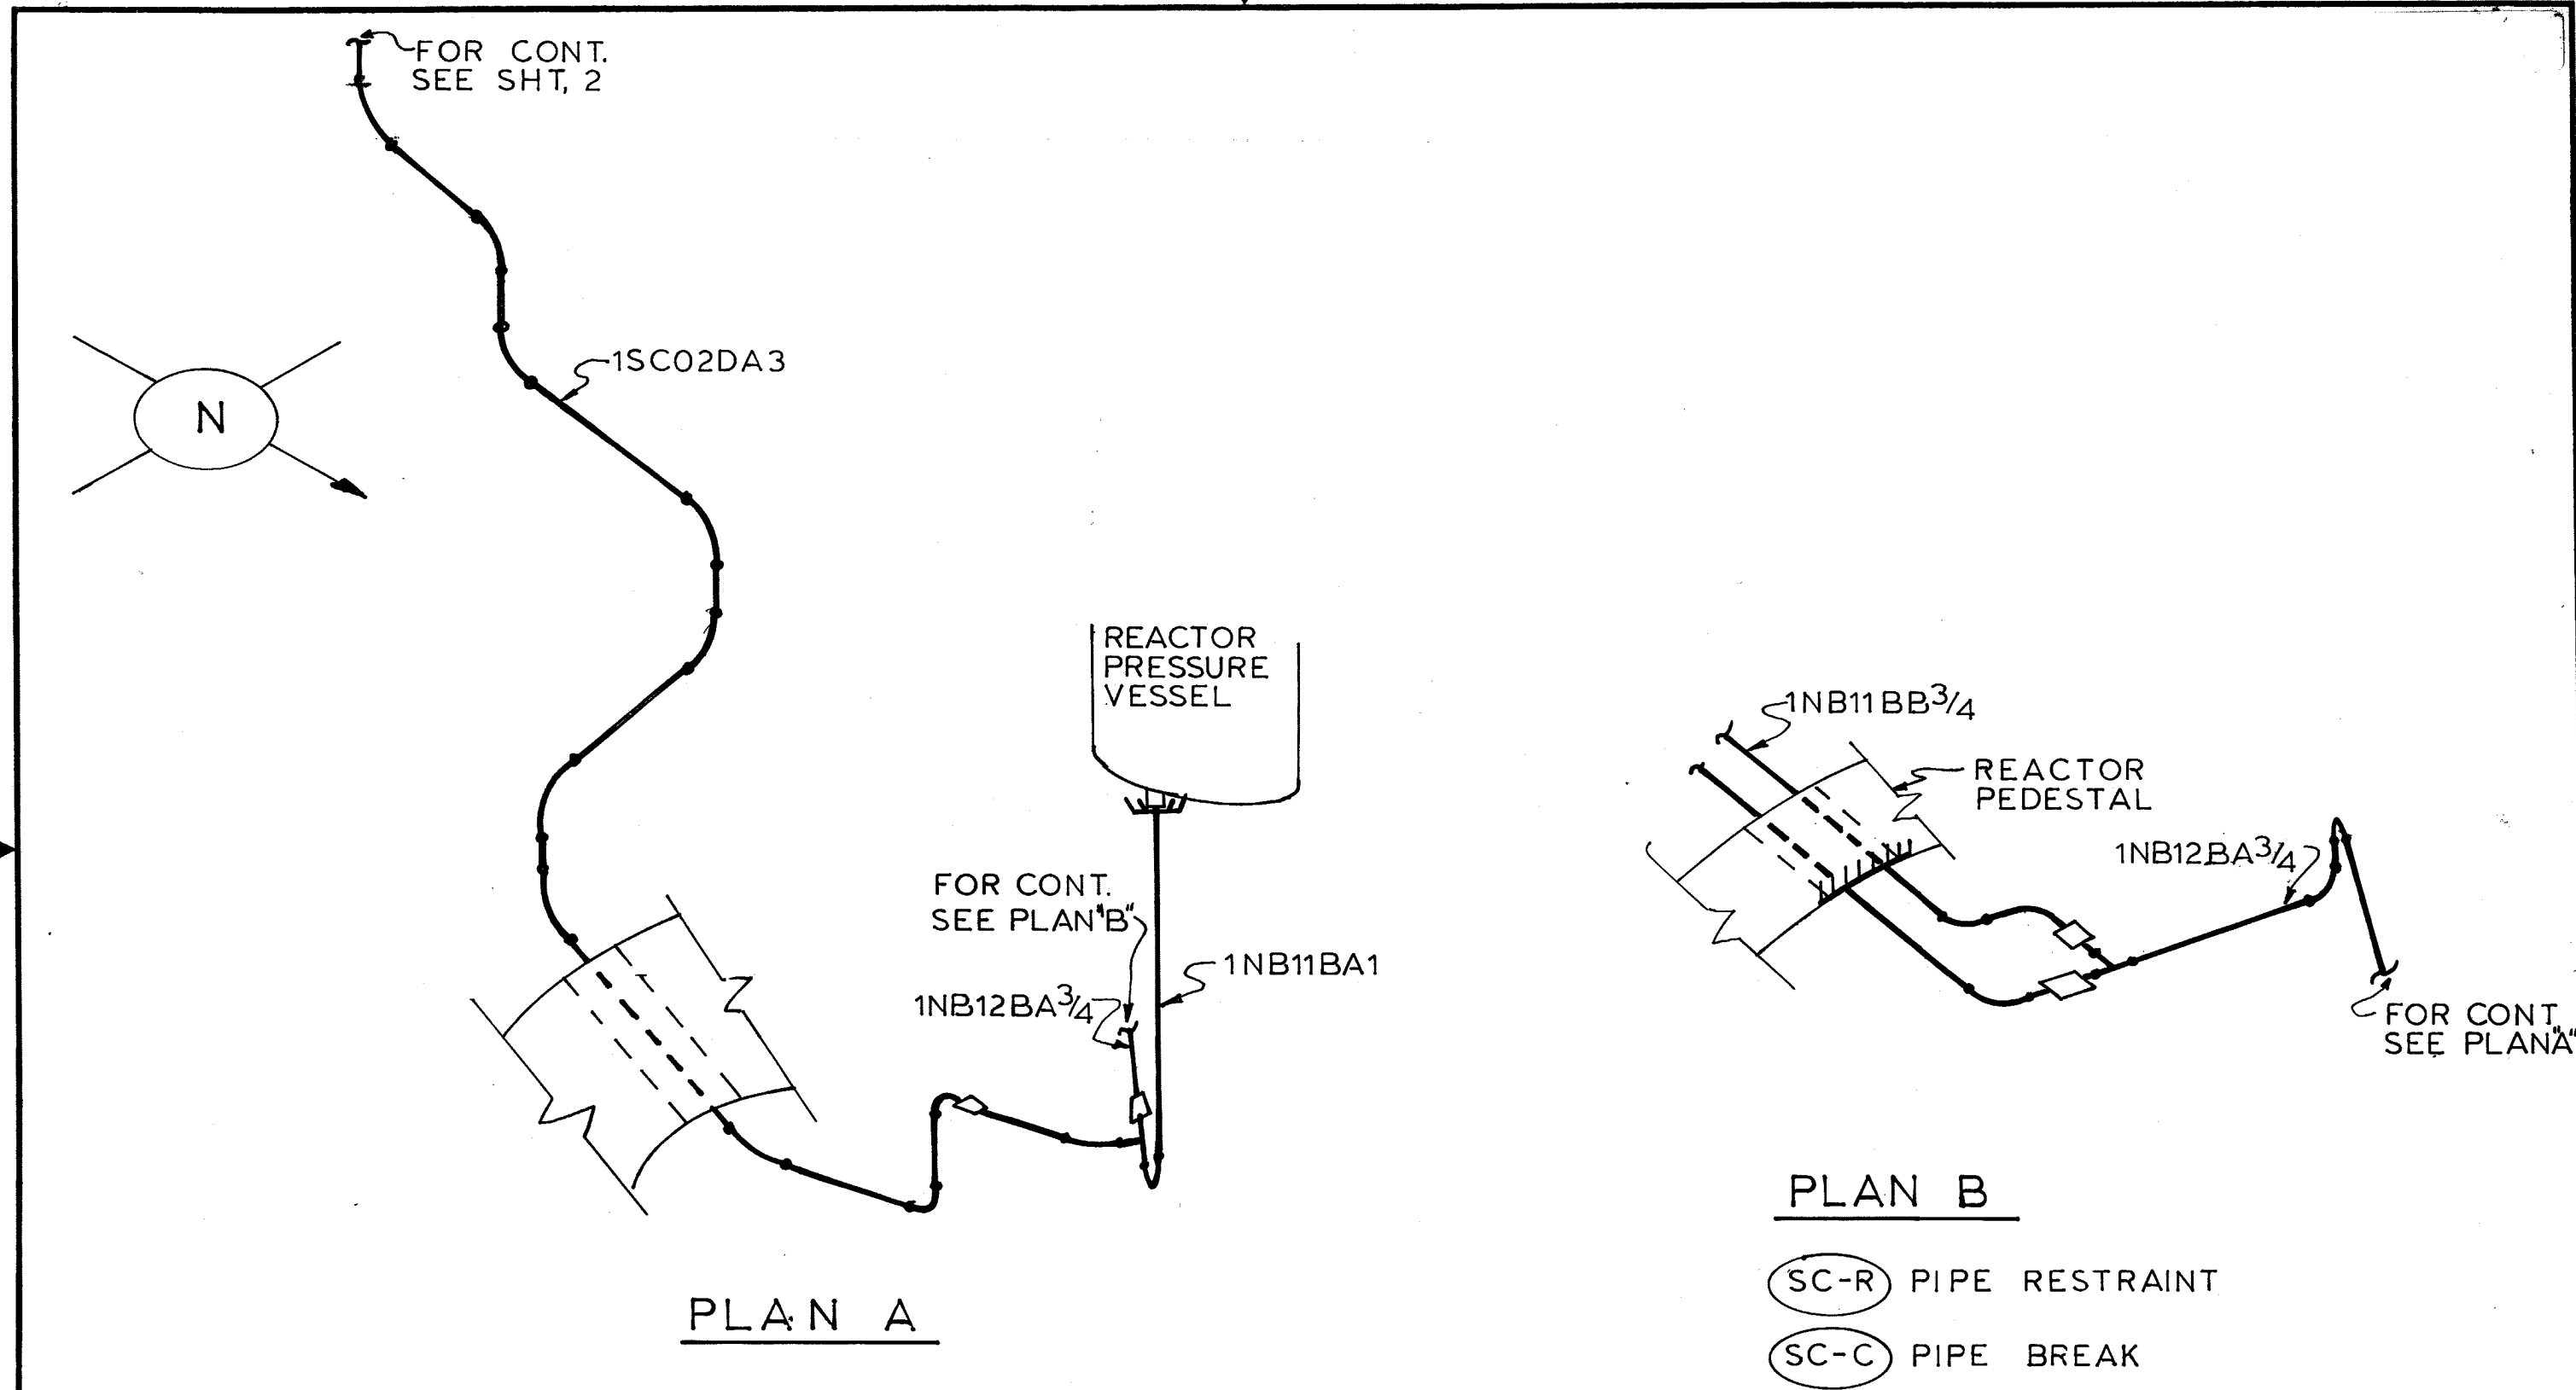 FOR CONT.
SEE SHT, 2
1SC02DA3
N
REACTOR
PRESSURE
VESSEL
1NB11BB3/4
REACTOR
PEDESTAL
1NB12BA3/4
FOR CONT.
SEE PLAN"B"
1NB11BA1
1NB12BA3/4
FOR CONT
SEE PLAN"A"
PLAN B
SC-R PIPE RESTRAINT
PLAN A
SC-C PIPE BREAK